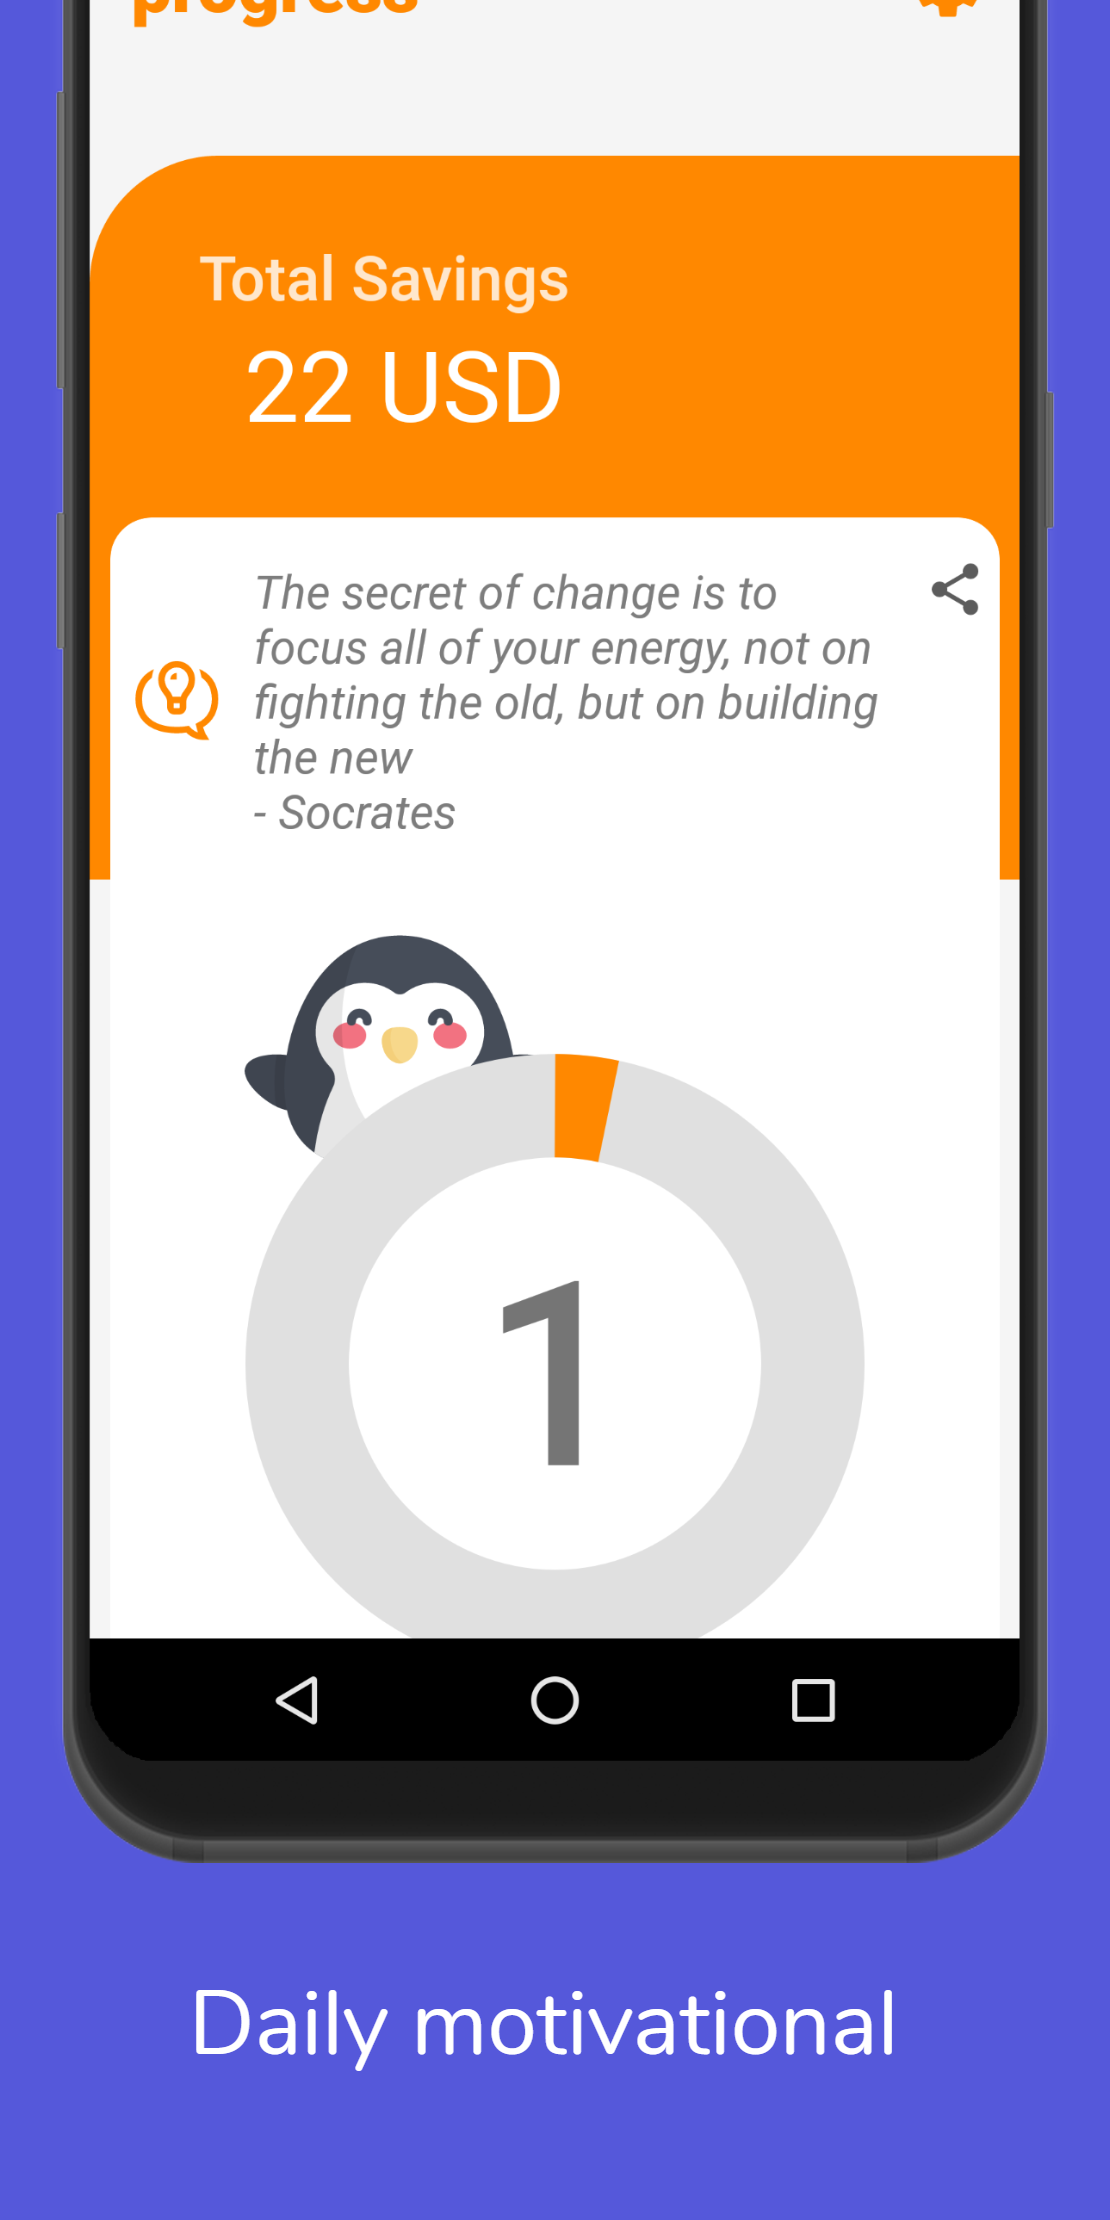 progress
Total Savings
22 USD
The secret of change is to
focus all of your energy, not on
fighting the old, but on building
the new
- Socrates
1
Daily motivational